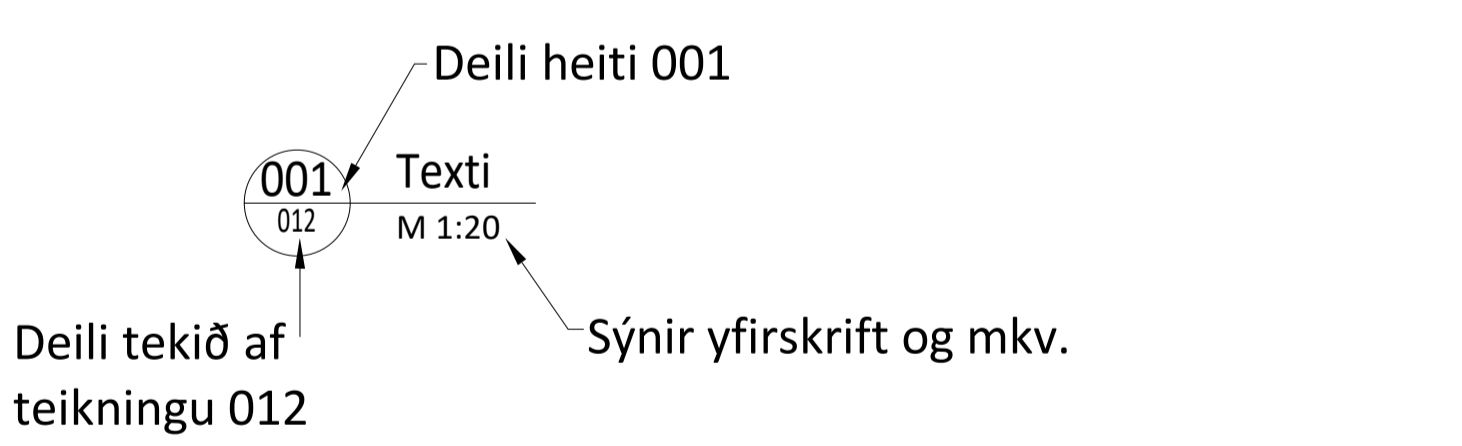 Deili heiti 001
001
Texti
012
M 1:20
Deili tekið af
teikningu 012
Sýnir yfirskrift og mkv.